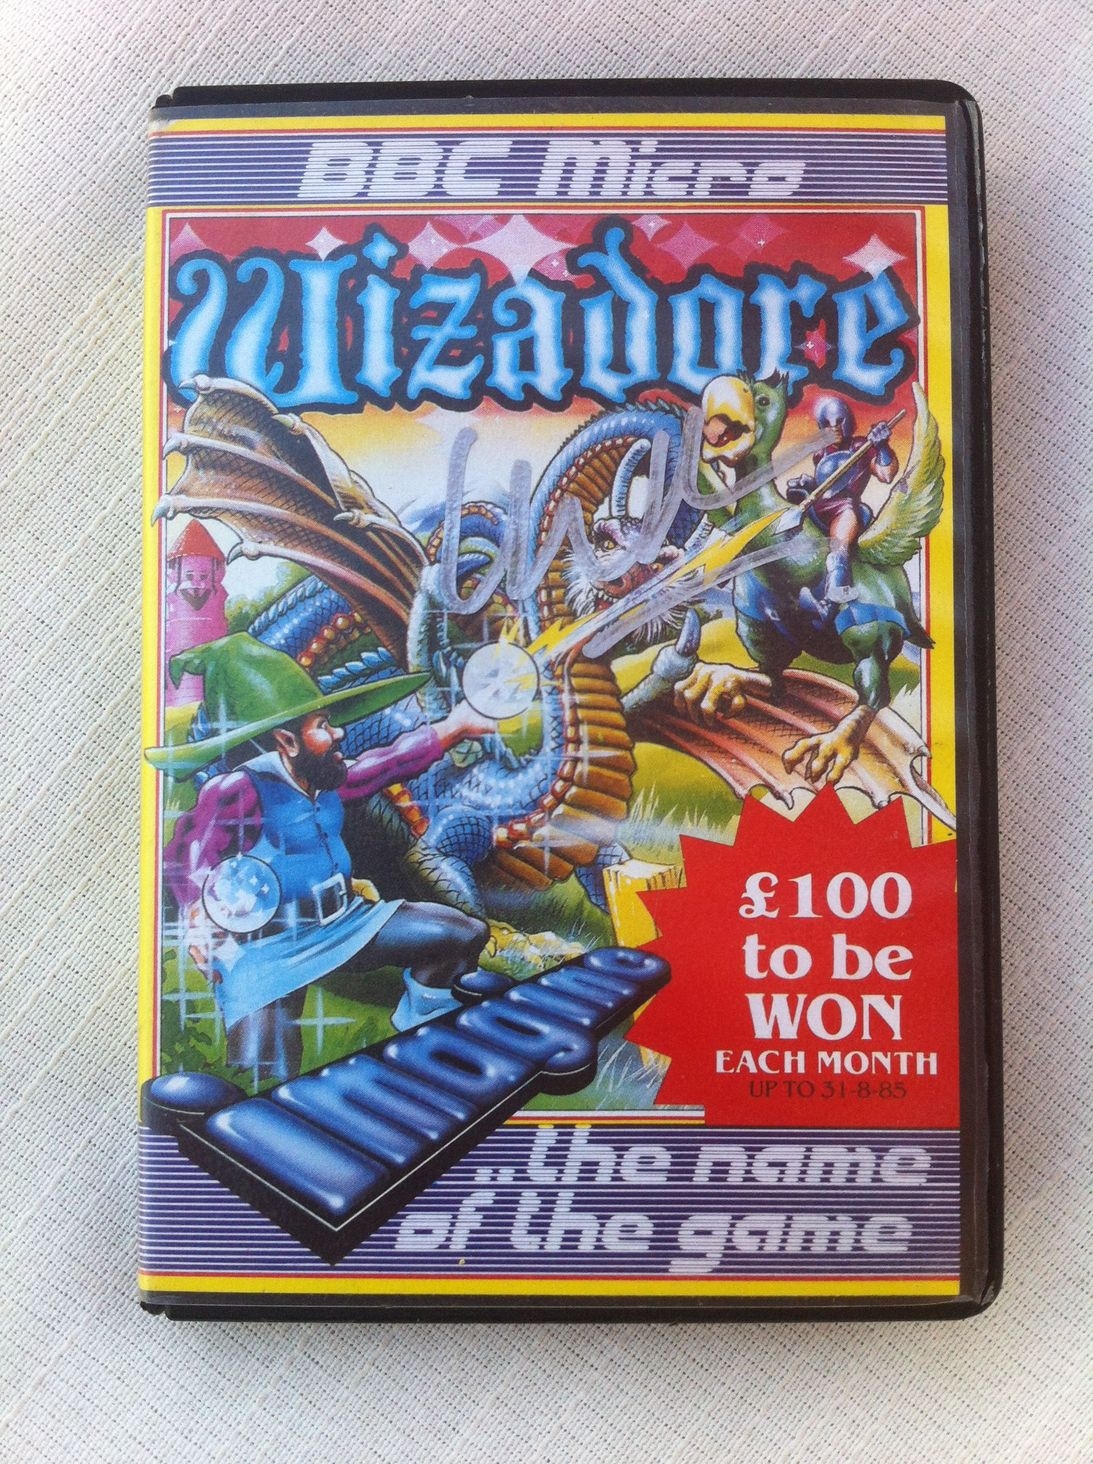 BBC Micro
Wizadore
£100
to be
WON
EACH MONTH
UP TO 31-8-85
imagine
...the name
of the game